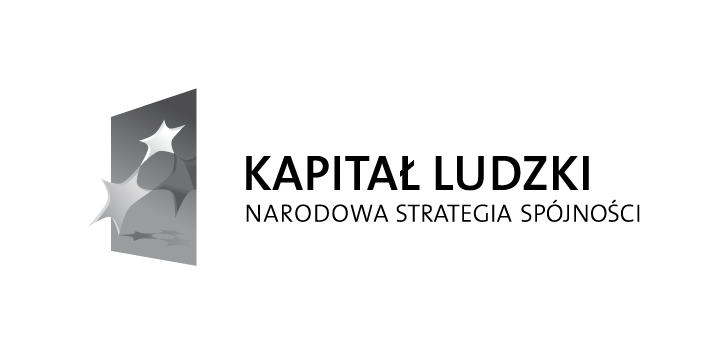 KAPITAŁ LUDZKI
NARODOWA STRATEGIA SPÓJNOŚCI